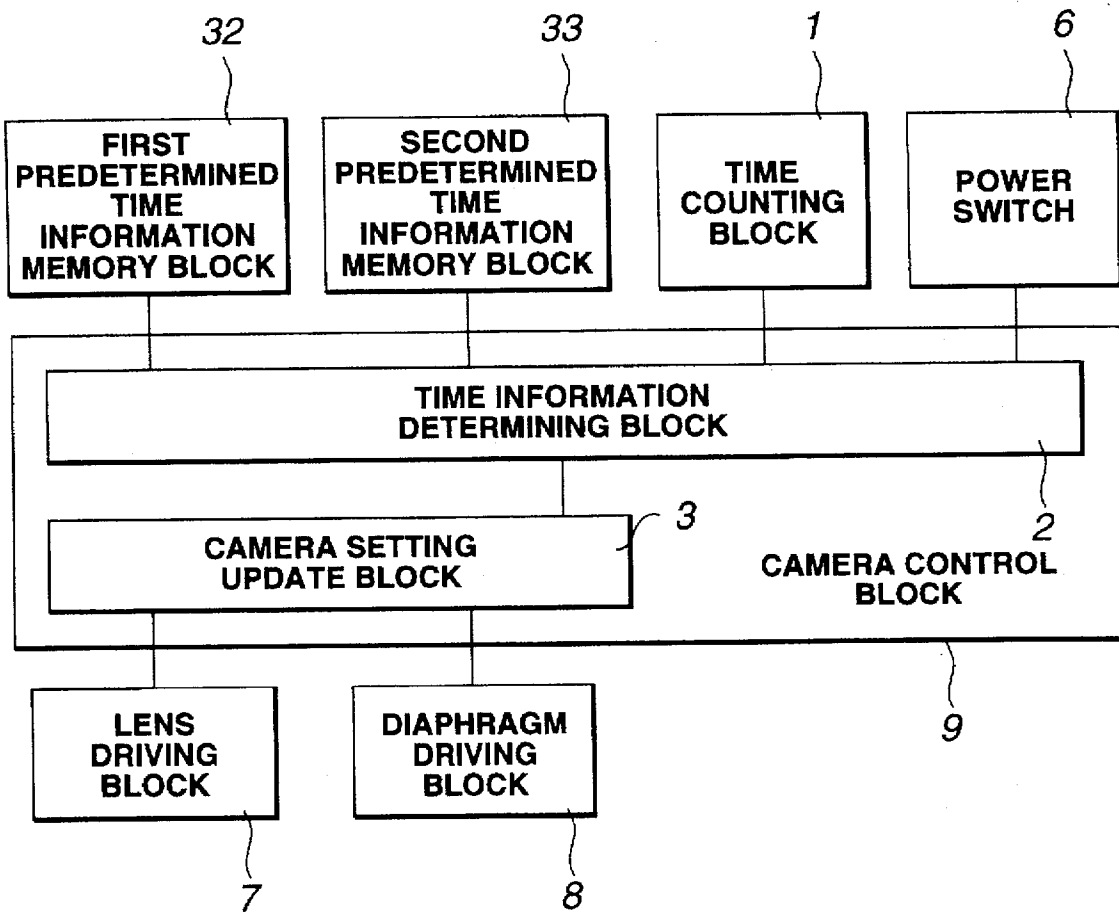 32
33
1
6
FIRST
PREDETERMINED
TIME
INFORMATION
MEMORY BLOCK
SECOND
PREDETERMINED
TIME
INFORMATION
MEMORY BLOCK
TIME
COUNTING
BLOCK
POWER
SWITCH
TIME INFORMATION
DETERMINING BLOCK
2
CAMERA SETTING
UPDATE BLOCK
3
CAMERA CONTROL
BLOCK
9
LENS
DRIVING
BLOCK
DIAPHRAGM
DRIVING
BLOCK
7
8